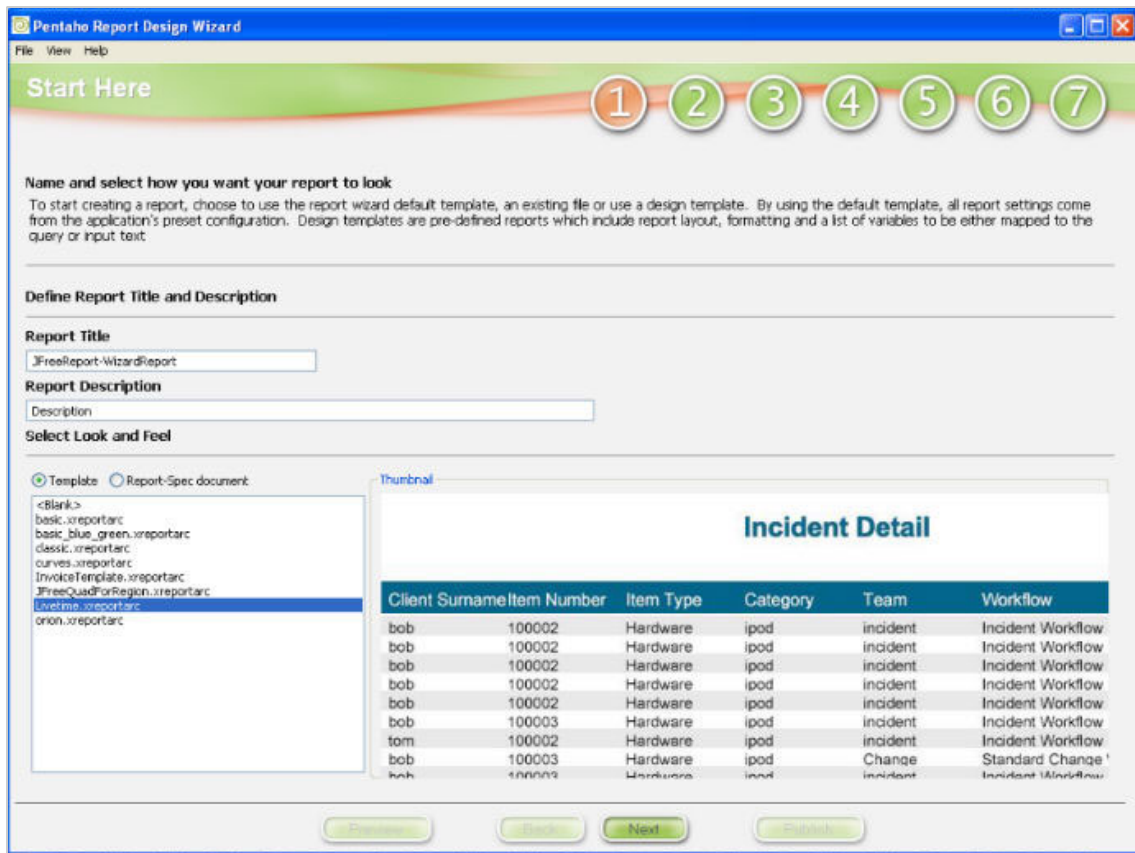 Pentaho Report Design Wizard
File View Help
Start Here
1 2 3 4 5 6 7
Name and select how you want your report to look
To start creating a report, choose to use the report wizard default template, an existing file or use a design template. By using the default template, all report settings come
from the application's preset configuration. Design templates are pre-defined reports which include report layout, formatting and a list of variables to be either mapped to the
query or input text
Define Report Title and Description
Report Title
JFreeReport-WizardReport
Report Description
Description
Select Look and Feel
Template Report-Spec document
<Blank>
basic.xreportarc
basic_blue_green.xreportarc
classic.xreportarc
curves.xreportarc
InvoiceTemplate.xreportarc
JFreeQuadForRegion.xreportarc
Livetime.xreportarc
orion.xreportarc
Thumbnail
Incident Detail
Client Surname Item Number Item Type Category Team Workflow
bob 100002 Hardware ipod incident Incident Workflow
bob 100002 Hardware ipod incident Incident Workflow
bob 100002 Hardware ipod incident Incident Workflow
bob 100002 Hardware ipod incident Incident Workflow
bob 100002 Hardware ipod incident Incident Workflow
bob 100003 Hardware ipod incident Incident Workflow
tom 100002 Hardware ipod incident Incident Workflow
bob 100003 Hardware ipod Change Standard Change
bob 100003 Hardware ipod incident Incident Workflow
Preview Back Next Publish